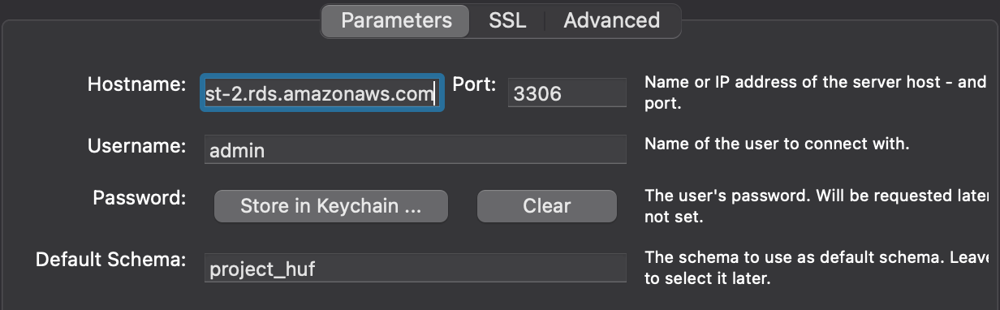 Parameters SSL Advanced
Hostname: st-2.rds.amazonaws.com Port: 3306 Name or IP address of the server host - and
port.
Username: admin Name of the user to connect with.
Password: Store in Keychain ... Clear The user's password. Will be requested later
not set.
Default Schema: project_huf The schema to use as default schema. Leave
to select it later.